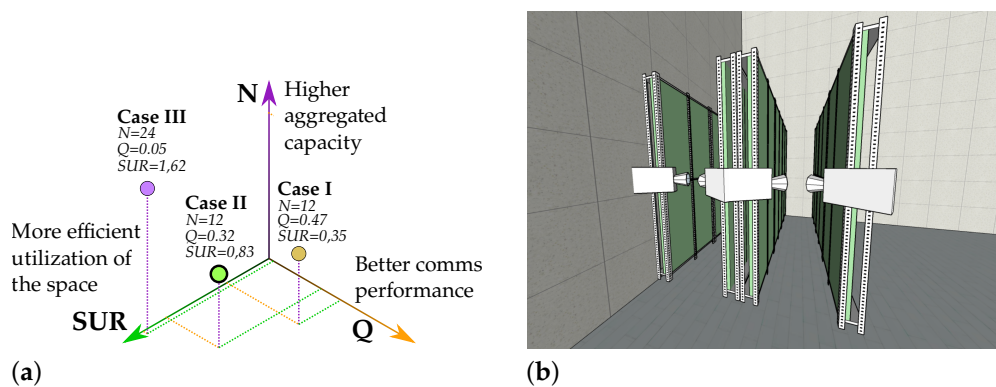 N
Higher
aggregated
capacity
Case III
N=24
Q=0.05
SUR=1,62
Case II
N=12
Q=0.32
SUR=0,83
Case I
N=12
Q=0.47
SUR=0,35
More efficient
utilization of
the space
Better comms
performance
SUR
Q
(a)
(b)